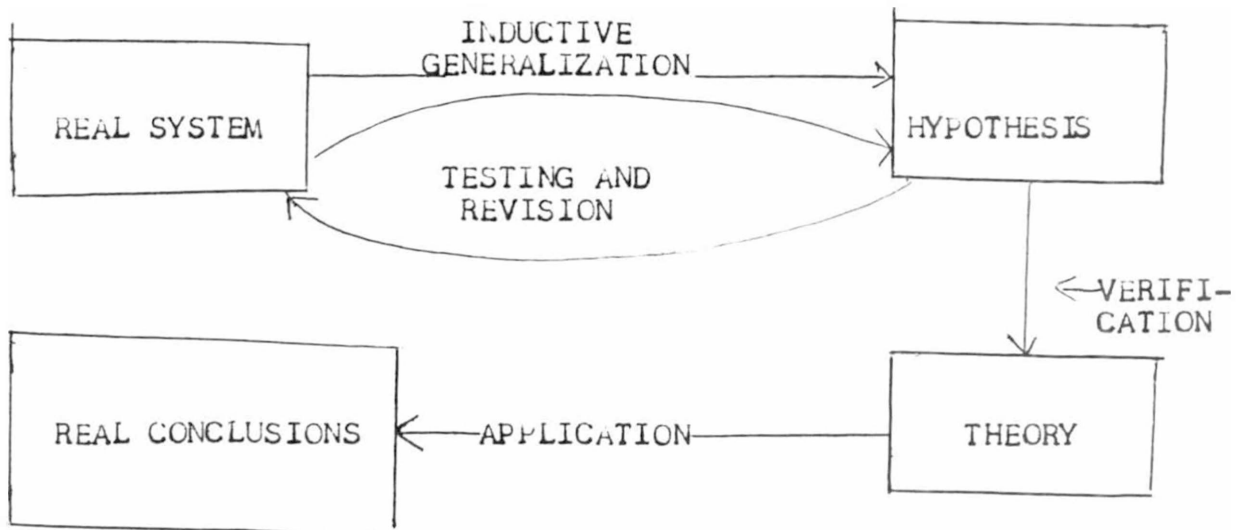 INDUCTIVE
GENERALIZATION
REAL SYSTEM
HYPOTHESIS
TESTING AND
REVISION
VERIFI-
CATION
REAL CONCLUSIONS
APPLICATION
THEORY